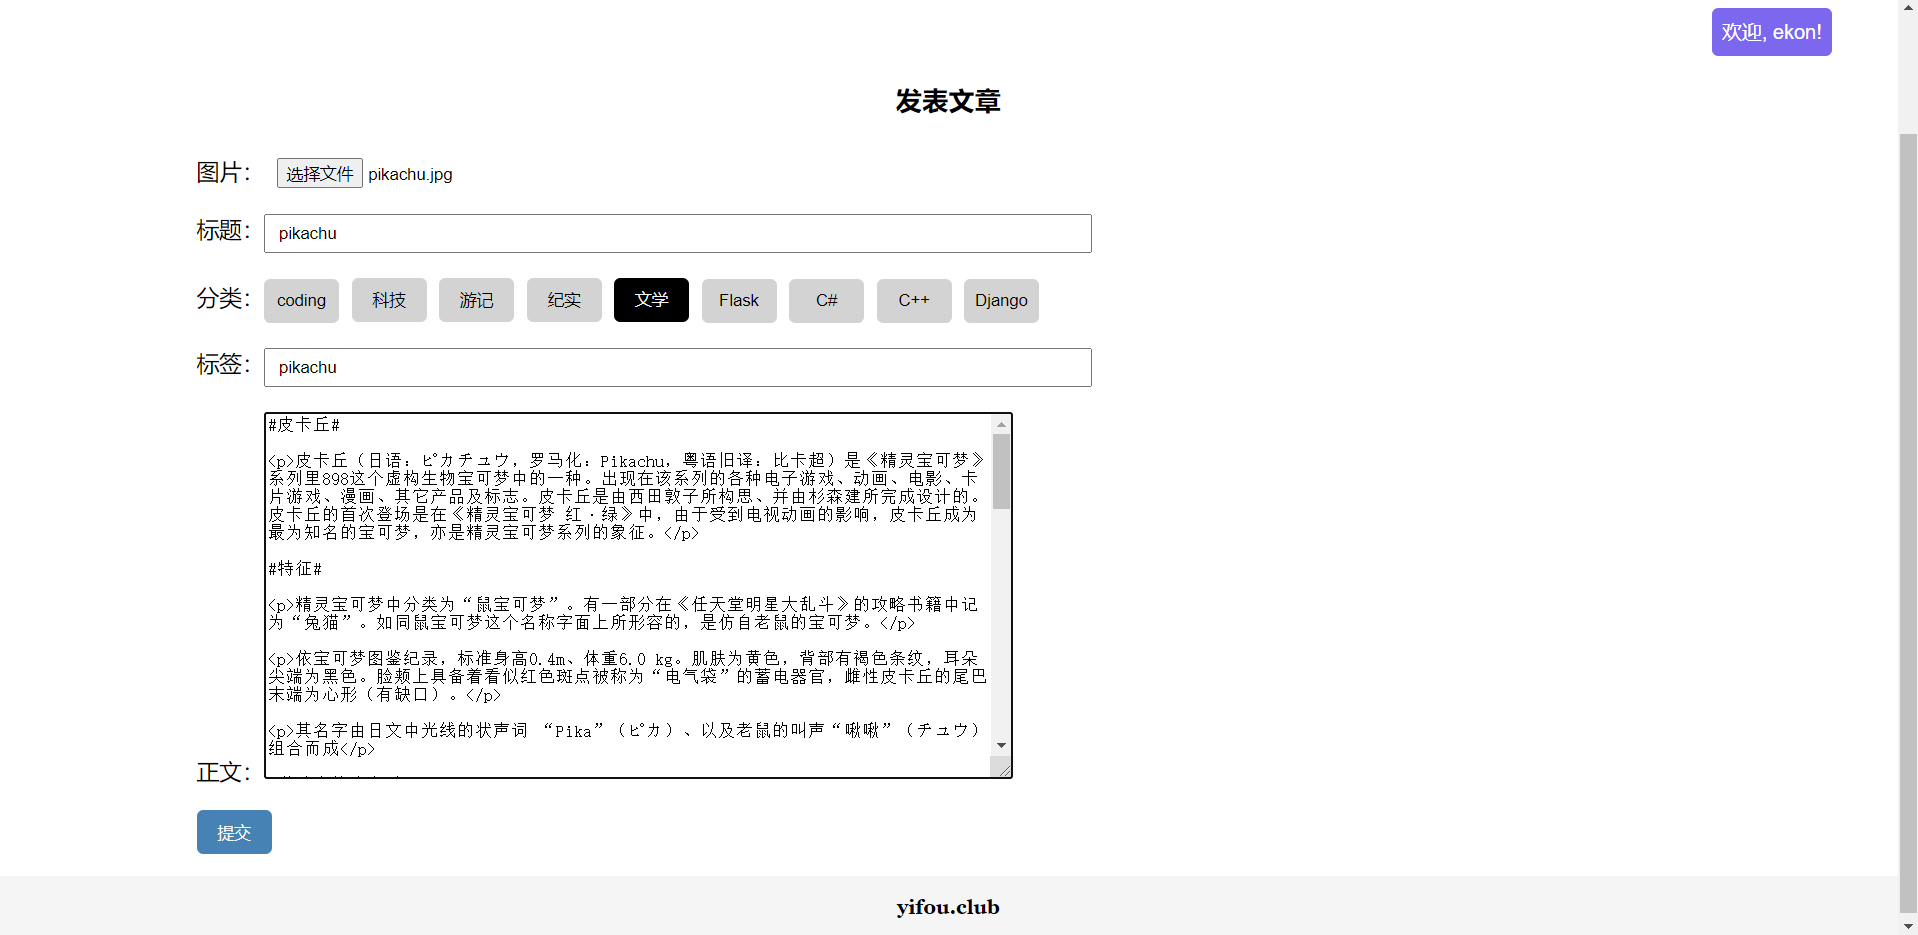 欢迎, ekon!
发表文章
图片： 选择文件 pikachu.jpg
标题： pikachu
分类： coding 科技 游记 纪实 文学 Flask C# C++ Django
标签： pikachu
#皮卡丘#
<p>皮卡丘（日语：ピカチュウ，罗马化：Pikachu，粤语旧译：比卡超）是《精灵宝可梦》
系列里898这个虚构生物宝可梦中的一种。出现在该系列的各种电子游戏、动画、电影、卡
片游戏、漫画、其它产品及标志。皮卡丘是由西田敦子所构思、并由杉森建所完成设计的。
皮卡丘的首次登场是在《精灵宝可梦 红·绿》中，由于受到电视动画的影响，皮卡丘成为
最为知名的宝可梦，亦是精灵宝可梦系列的象征。</p>
#特征#
<p>精灵宝可梦中分类为“鼠宝可梦”。有一部分在《任天堂明星大乱斗》的攻略书籍中记
为“兔猫”。如同鼠宝可梦这个名称字面上所形容的，是仿自老鼠的宝可梦。</p>
<p>依宝可梦图鉴纪录，标准身高0.4m、体重6.0 kg。肌肤为黄色，背部有褐色条纹，耳朵
尖端为黑色。脸颊上具备着看似红色斑点被称为“电气袋”的蓄电器官，雌性皮卡丘的尾巴
末端为心形（有缺口）。</p>
<p>其名字由日文中光线的状声词 “Pika”（ピカ）、以及老鼠的叫声“啾啾”（チュウ）
组合而成</p>
正文：
提交
yifou.club